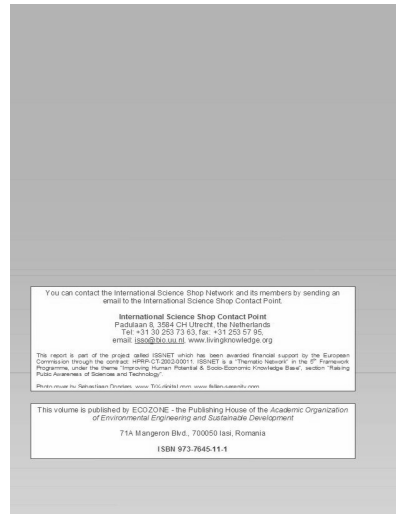 You can contact the International Science Shop Network and its members by sending an
email to the International Science Shop Contact Point.
International Science Shop Contact Point
Padulaan 8, 3584 CH Utrecht, the Netherlands
Tel: +31 30 253 73 63, fax: +31 253 57 95,
email: isso@bio.uu.nl, www.livingknowledge.org
This report is part of the project called ISSNET which has been awarded financial support by the European
Commission through the contract: HPRP-CT-2002-00011. ISSNET is a "Thematic Network" in the 5th Framework
Programme, under the theme "Improving Human Potential & Socio-Economic Knowledge Base", section "Raising
Public Awareness of Sciences and Technology".
Photo cover by Sebastiaan
This volume is published by ECOZONE - the Publishing House of the Academic Organization
of Environmental Engineering and Sustainable Development
71A Mangeron Blvd., 700050 Iasi, Romania
ISBN 973-7645-11-1